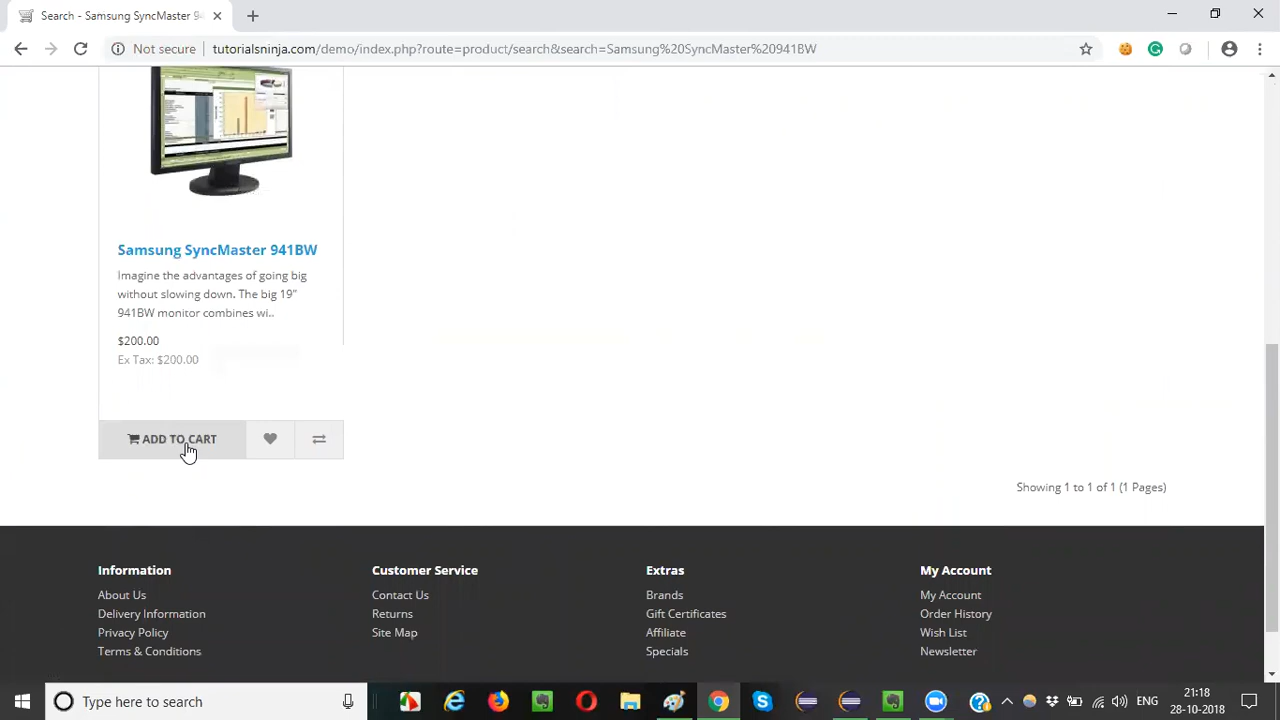 Search - Samsung SyncMaster 9
Not secure
tutorialsninja.com/demo/index.php?route=product/search&search=Samsung%20SyncMaster%20941BW
Samsung SyncMaster 941BW
Imagine the advantages of going big
without slowing down. The big 19"
941BW monitor combines wi..
$200.00
Ex Tax: $200.00
ADD TO CART
Showing 1 to 1 of 1 (1 Pages)
Information
About Us
Delivery Information
Privacy Policy
Terms & Conditions
Customer Service
Contact Us
Returns
Site Map
Extras
Brands
Gift Certificates
Affiliate
Specials
My Account
My Account
Order History
Wish List
Newsletter
Type here to search
ENG
21:18
28-10-2018